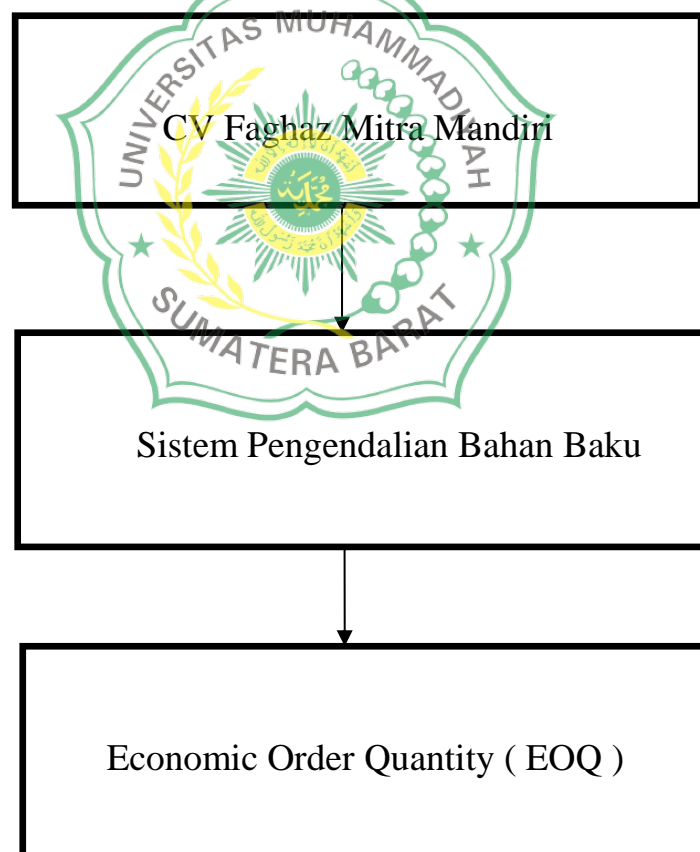 UNIVERSITAS MUHAMMADIYAH
CV Faghaz Mitra Mandiri
SUMATERA BARAT
Sistem Pengendalian Bahan Baku
Economic Order Quantity ( EOQ )